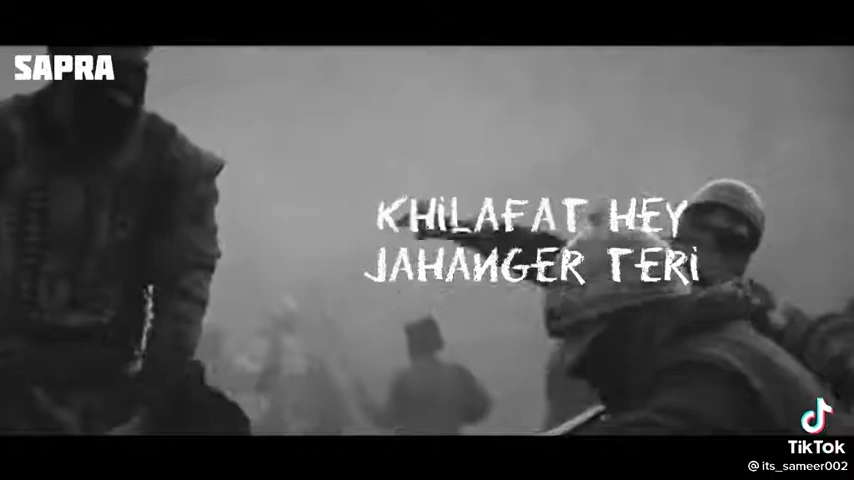 SAPRA
KHILAFAT HEY
JAHANGER TERI
TikTok
@its_sameer002